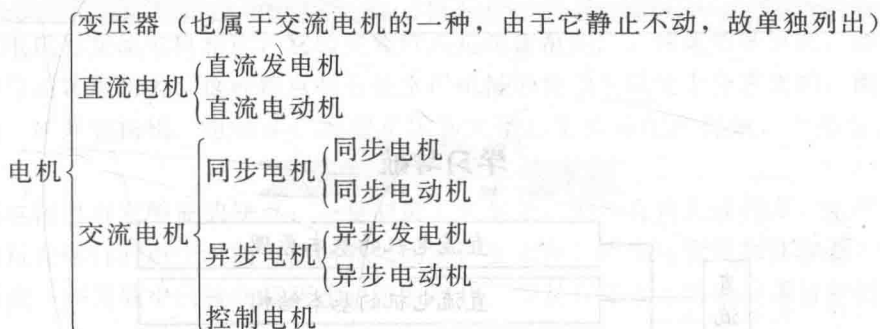 变压器（也属于交流电机的一种，由于它静止不动，故单独列出）
直流电机
直流发电机
直流电动机
电机
交流电机
同步电机
同步电机
同步电动机
异步电机
异步发电机
异步电动机
控制电机